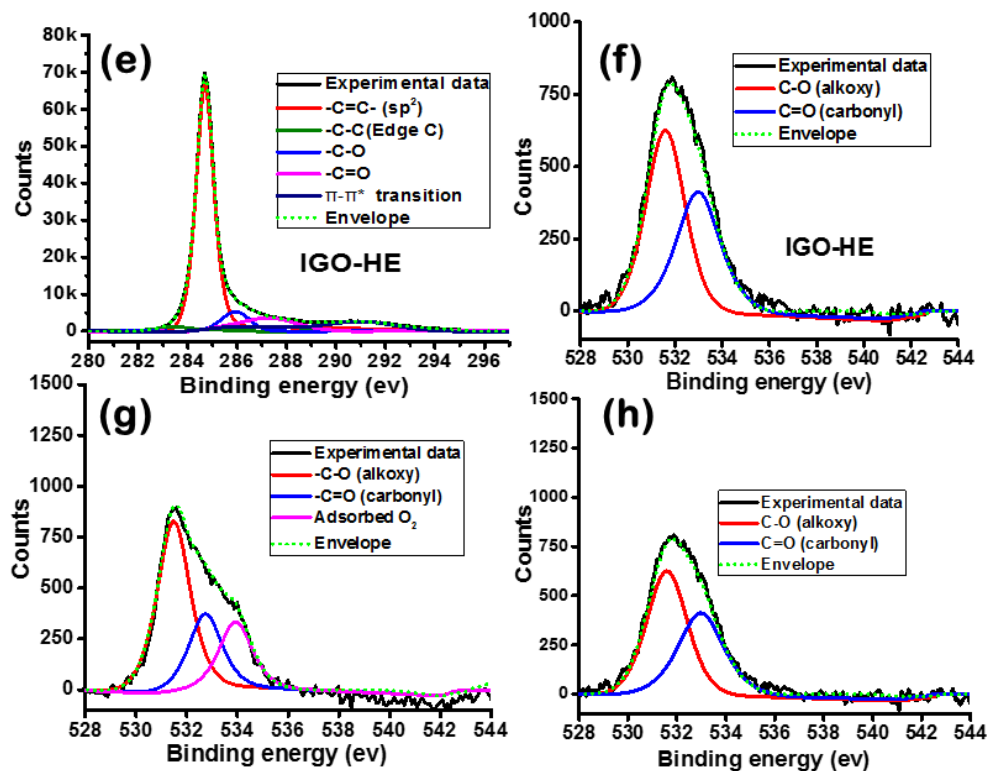 (e)
80k
70k
60k
50k
40k
30k
20k
10k
0
Counts
Experimental data
-C=C- (sp²)
-C-C(Edge C)
-C-O
-C=O
π-π* transition
Envelope
IGO-HE
280 282 284 286 288 290 292 294 296
Binding energy (ev)
(f)
1000
750
500
250
0
Counts
Experimental data
C-O (alkoxy)
C=O (carbonyl)
Envelope
IGO-HE
528 530 532 534 536 538 540 542 544
Binding energy (ev)
(g)
1500
1250
1000
750
500
250
0
Counts
Experimental data
-C-O (alkoxy)
-C=O (carbonyl)
Adsorbed O₂
Envelope
528 530 532 534 536 538 540 542 544
Binding energy (ev)
(h)
1500
1250
1000
750
500
250
0
Counts
Experimental data
C-O (alkoxy)
C=O (carbonyl)
Envelope
528 530 532 534 536 538 540 542 544
Binding energy (ev)